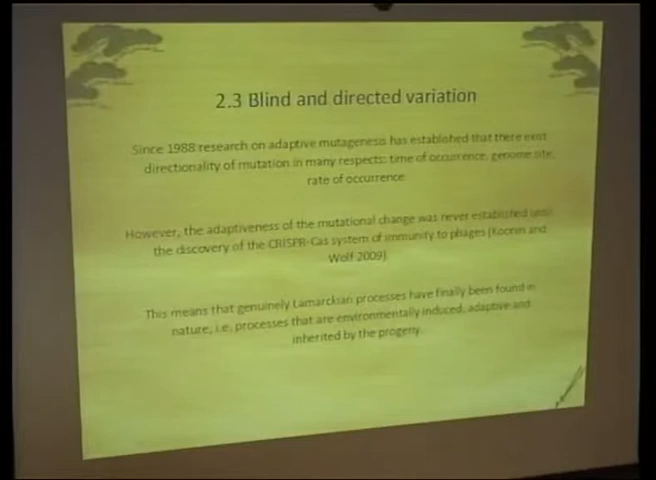 2.3 Blind and directed variation
Since 1988 research on adaptive mutagenesis has established that there exist
directionality of mutation in many respects: time of occurrence, genome site,
rate of occurrence
However, the adaptiveness of the mutational change was never established until
the discovery of the CRISPR-Cas system of immunity to phages (Koonin and
Wolf 2009).
This means that genuinely Lamarckian processes have finally been found in
nature, i.e. processes that are environmentally induced, adaptive and
inherited by the progeny.